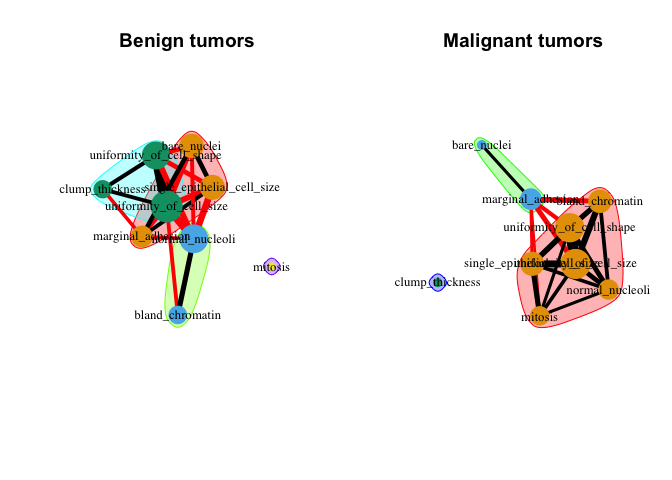 Benign tumors
bare_nuclei
uniformity_of_cell_shape
clump_thickness
single_epithelial_cell_size
uniformity_of_cell_size
marginal_adhesion
normal_nucleoli
mitosis
bland_chromatin
Malignant tumors
bare_nuclei
marginal_adhesion
bland_chromatin
uniformity_of_cell_shape
single_epithelial_cell_size
uniformity_of_cell_size
clump_thickness
normal_nucleoli
mitosis